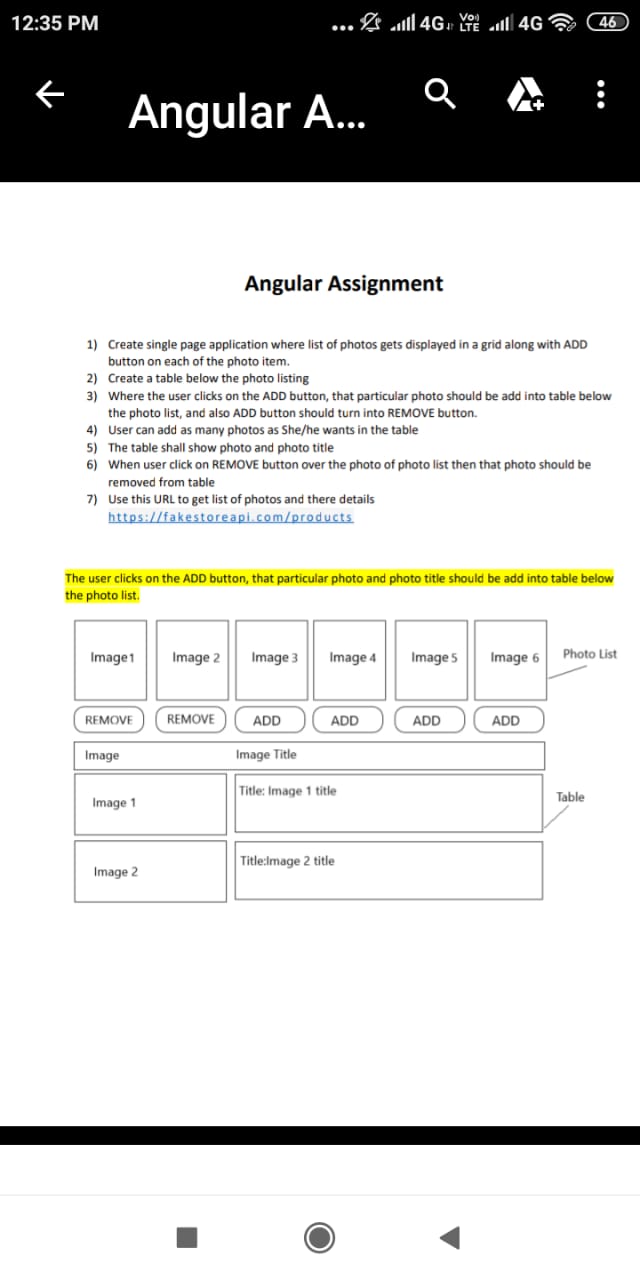 12:35 PM
... 4G Vo) LTE 4G 46
Angular A...
Angular Assignment
1) Create single page application where list of photos gets displayed in a grid along with ADD
button on each of the photo item.
2) Create a table below the photo listing
3) Where the user clicks on the ADD button, that particular photo should be add into table below
the photo list, and also ADD button should turn into REMOVE button.
4) User can add as many photos as She/he wants in the table
5) The table shall show photo and photo title
6) When user click on REMOVE button over the photo of photo list then that photo should be
removed from table
7) Use this URL to get list of photos and there details
https://fakestoreapi.com/products
The user clicks on the ADD button, that particular photo and photo title should be add into table below
the photo list.
Image1 Image 2 Image 3 Image 4 Image 5 Image 6 Photo List
REMOVE REMOVE ADD ADD ADD ADD
Image Image Title
Image 1 Title: Image 1 title Table
Image 2 Title:Image 2 title